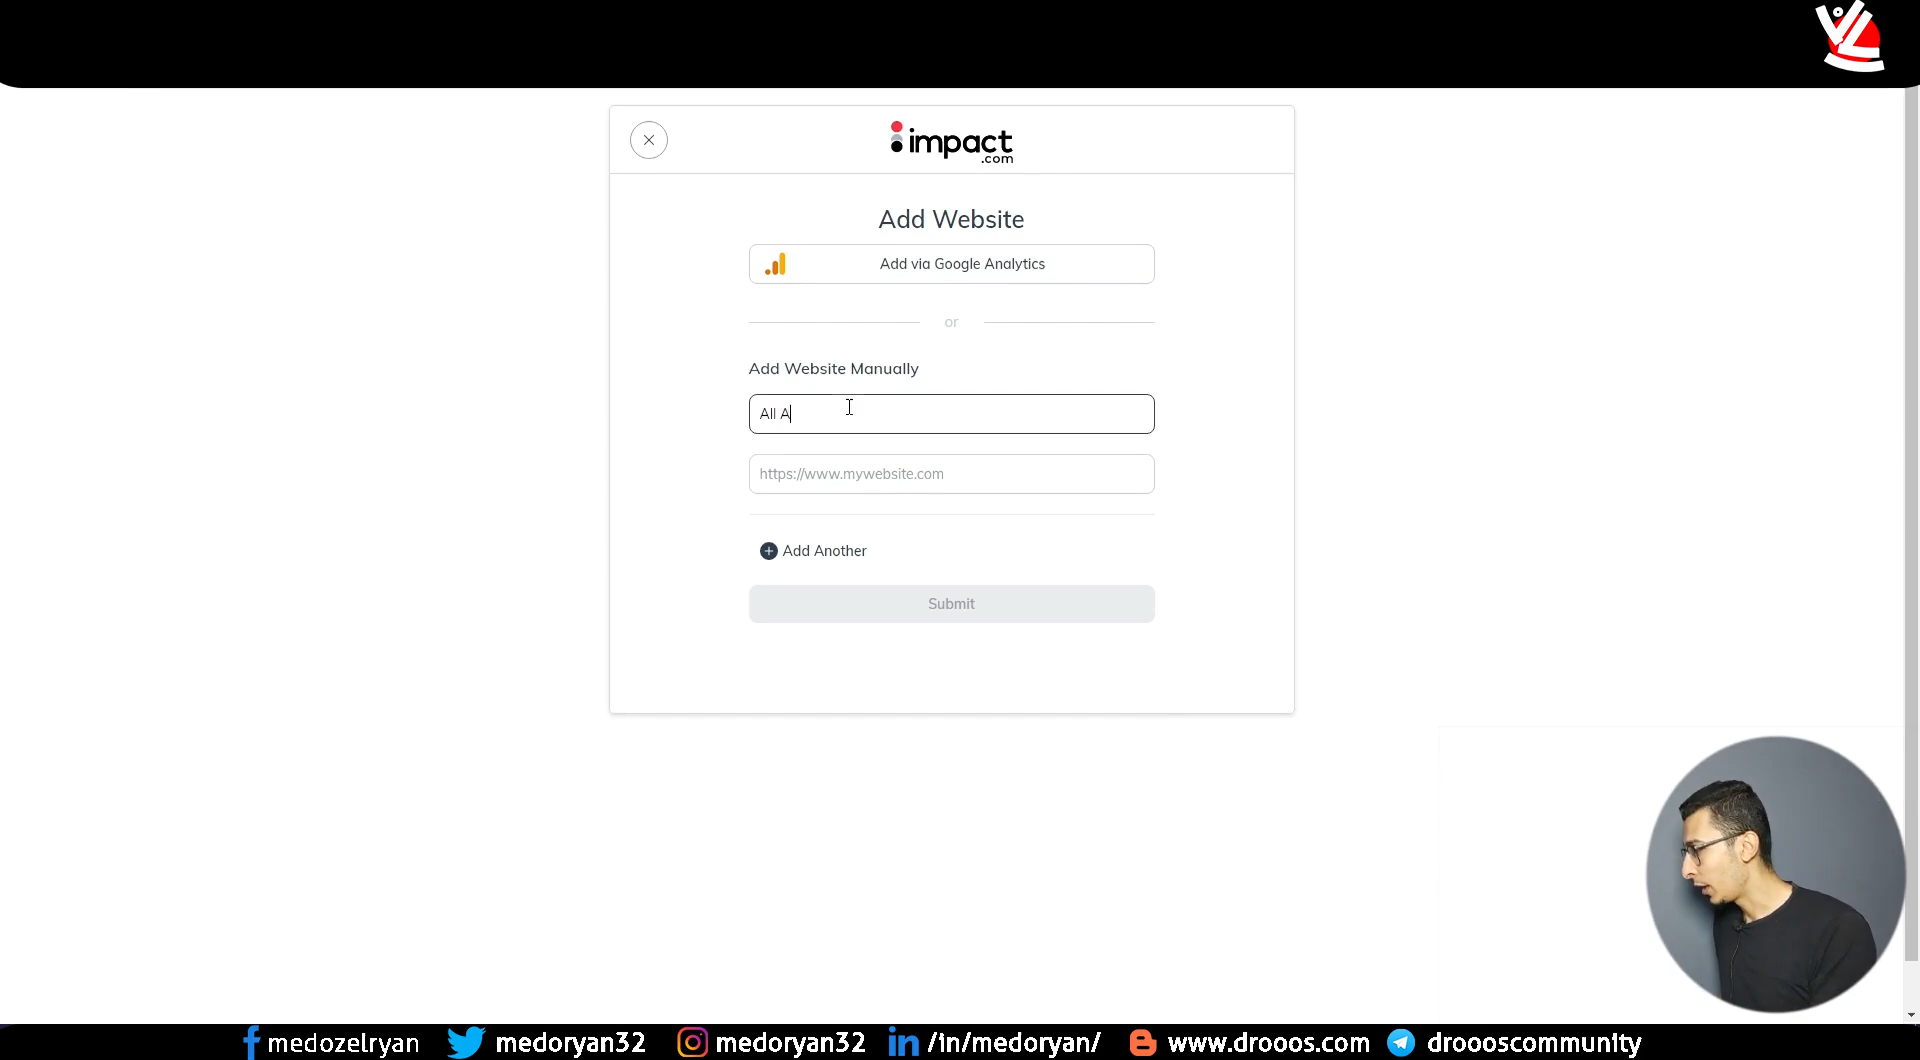 impact
.com
Add Website
Add via Google Analytics
or
Add Website Manually
All A
https://www.mywebsite.com
Add Another
Submit
medozelryan medoryan32 medoryan32 /in/medoryan/ www.drooos.com droooscommunity